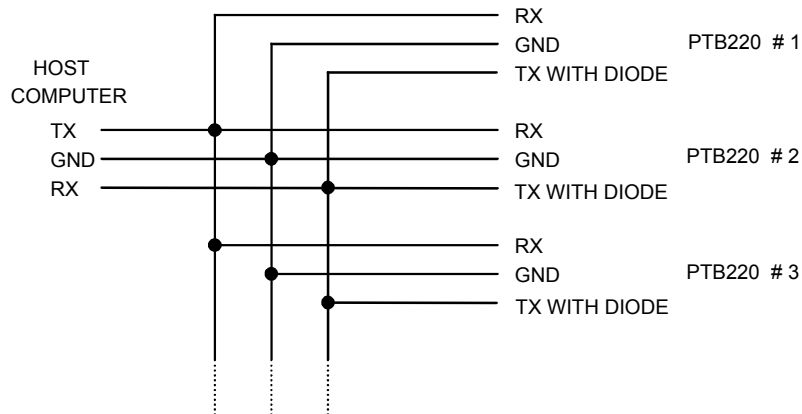 RX
GND PTB220 # 1
TX WITH DIODE
HOST
COMPUTER
TX RX
GND GND PTB220 # 2
RX TX WITH DIODE
RX
GND PTB220 # 3
TX WITH DIODE